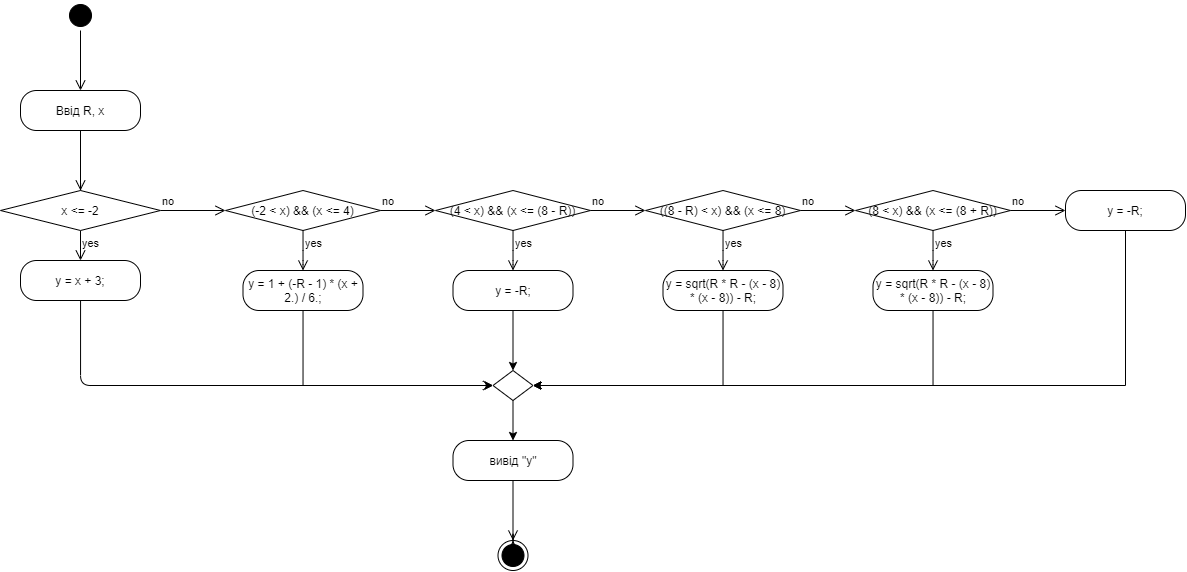 Ввід R, x
x <= -2
no
(-2 < x) && (x <= 4)
no
(4 < x) && (x <= (8 - R))
no
((8 - R) < x) && (x <= 8)
no
(8 < x) && (x <= (8 + R))
no
y = -R;
yes
yes
yes
yes
yes
y = x + 3;
y = 1 + (-R - 1) * (x +
2.) / 6.;
y = -R;
y = sqrt(R * R - (x - 8)
* (x - 8)) - R;
y = sqrt(R * R - (x - 8)
* (x - 8)) - R;
вивід "y"